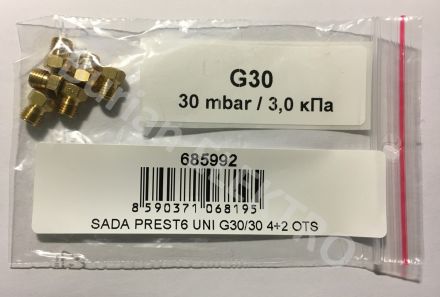 G30
30 mbar / 3,0 кПа
685992
8 590371 068195
SADA PREST6 UNI G30/30 4+2 OTS